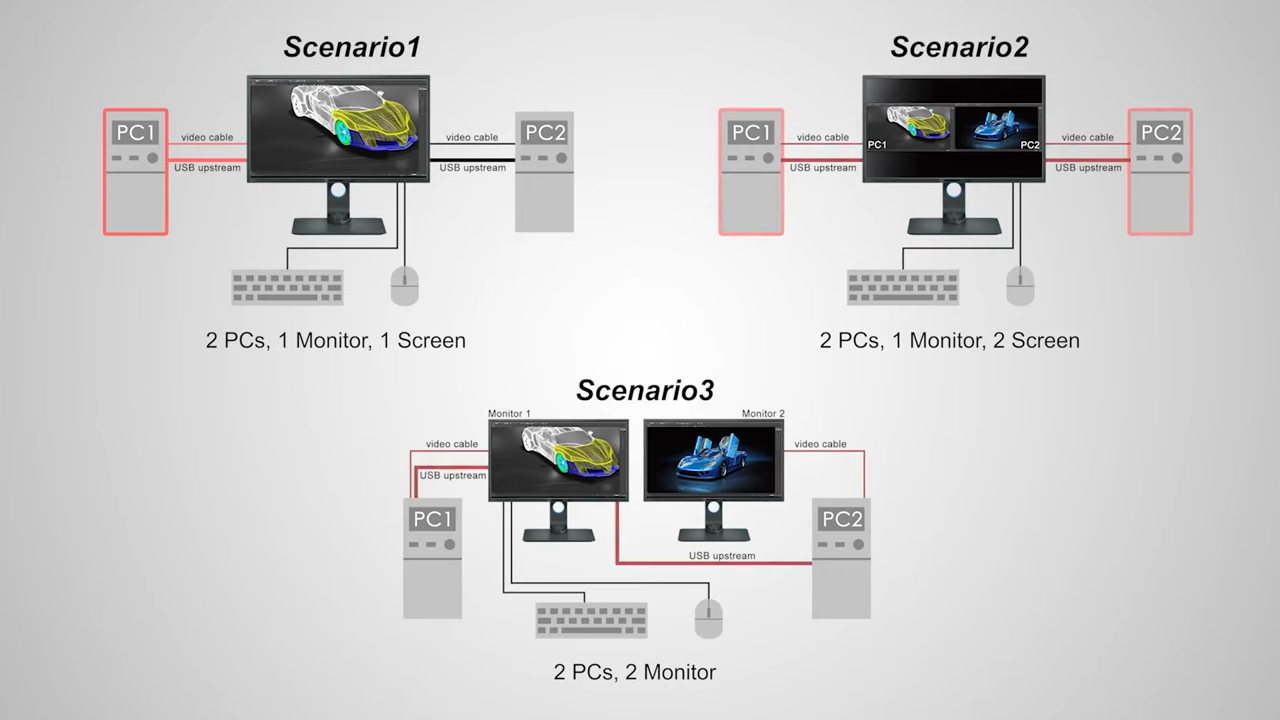 Scenario1
PC1
video cable
USB upstream
video cable
USB upstream
PC2
2 PCs, 1 Monitor, 1 Screen
Scenario2
PC1
video cable
USB upstream
PC1
PC2
video cable
USB upstream
PC2
2 PCs, 1 Monitor, 2 Screen
Scenario3
Monitor 1
Monitor 2
video cable
USB upstream
video cable
PC1
PC2
USB upstream
2 PCs, 2 Monitor